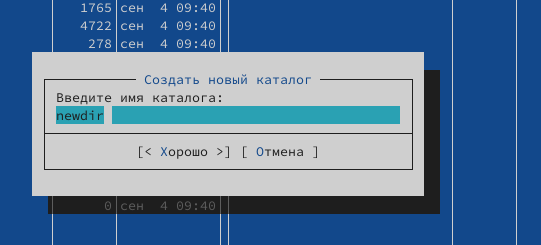 1765 сен 4 09:40
4722 сен 4 09:40
278 сен 4 09:40
Создать новый каталог
Введите имя каталога:
newdir
[< Хорошо >] [ Отмена ]
0 сен 4 09:40